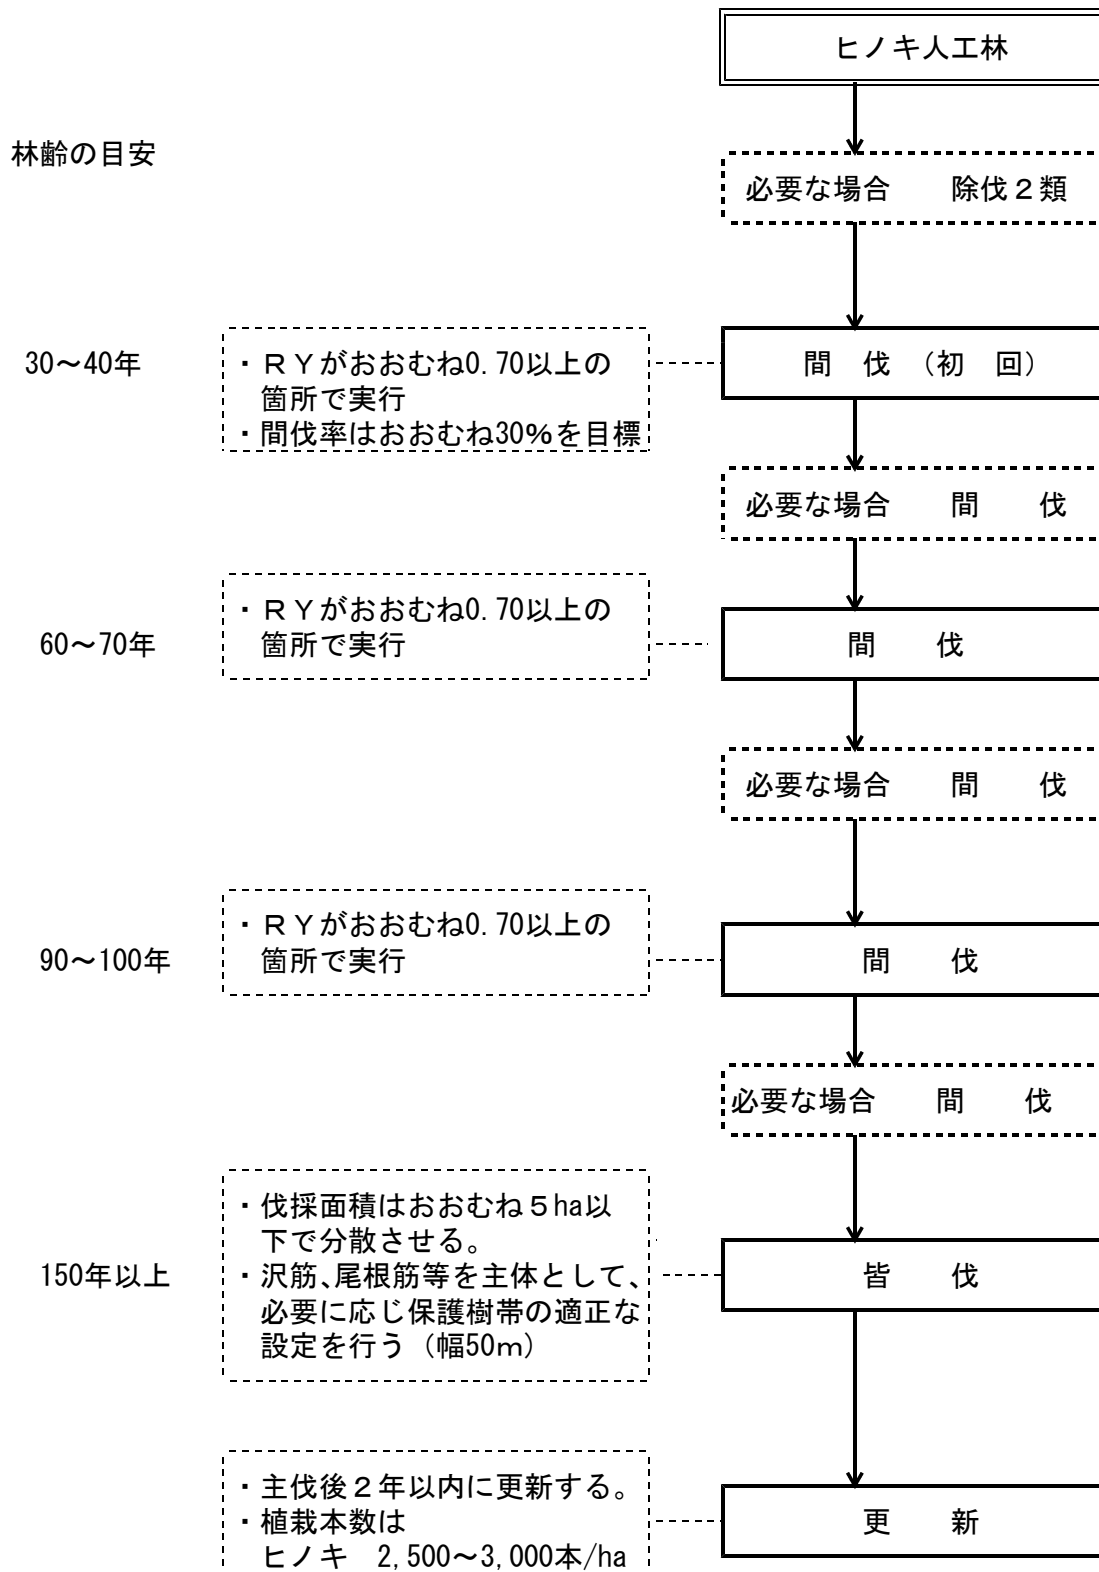 ヒノキ人工林
林齢の目安
必要な場合　　除伐２類
30～40年
・ＲＹがおおむね0.70以上の
箇所で実行
・間伐率はおおむね30%を目標
間　伐　（初　回）
必要な場合　　間　　伐
60～70年
・ＲＹがおおむね0.70以上の
箇所で実行
間　　伐
必要な場合　　間　　伐
90～100年
・ＲＹがおおむね0.70以上の
箇所で実行
間　　伐
必要な場合　　間　　伐
150年以上
・伐採面積はおおむね５ha以
下で分散させる。
・沢筋、尾根筋等を主体として、
必要に応じ保護樹帯の適正な
設定を行う（幅50ｍ）
皆　　伐
・主伐後２年以内に更新する。
・植栽本数は
ヒノキ　2,500～3,000本/ha
更　　新